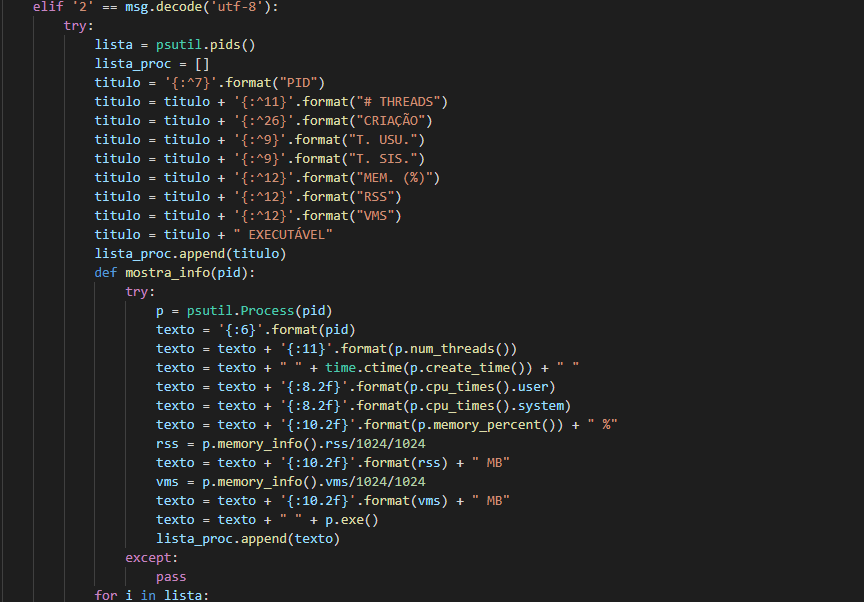 elif '2' == msg.decode('utf-8'):
try:
lista = psutil.pids()
lista_proc = []
titulo = '{:^7}'.format("PID")
titulo = titulo + '{:^11}'.format("# THREADS")
titulo = titulo + '{:^26}'.format("CRIAÇÃO")
titulo = titulo + '{:^9}'.format("T. USU.")
titulo = titulo + '{:^9}'.format("T. SIS.")
titulo = titulo + '{:^12}'.format("MEM. (%)")
titulo = titulo + '{:^12}'.format("RSS")
titulo = titulo + '{:^12}'.format("VMS")
titulo = titulo + " EXECUTÁVEL"
lista_proc.append(titulo)
def mostra_info(pid):
try:
p = psutil.Process(pid)
texto = '{:6}'.format(pid)
texto = texto + '{:11}'.format(p.num_threads())
texto = texto + " " + time.ctime(p.create_time()) + " "
texto = texto + '{:8.2f}'.format(p.cpu_times().user)
texto = texto + '{:8.2f}'.format(p.cpu_times().system)
texto = texto + '{:10.2f}'.format(p.memory_percent()) + " %"
rss = p.memory_info().rss/1024/1024
texto = texto + '{:10.2f}'.format(rss) + " MB"
vms = p.memory_info().vms/1024/1024
texto = texto + '{:10.2f}'.format(vms) + " MB"
texto = texto + " " + p.exe()
lista_proc.append(texto)
except:
pass
for i in lista: